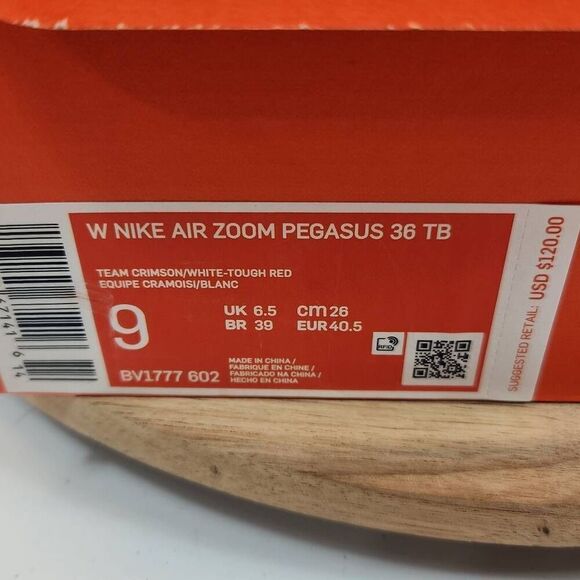 W NIKE AIR ZOOM PEGASUS 36 TB
TEAM CRIMSON/WHITE-TOUGH RED
EQUIPE CRAMOISI/BLANC
9
UK 6.5 cm 26
BR 39 EUR 40.5
BV1777 602
MADE IN CHINA /
FABRIQUE EN CHINE /
FABRICADO NA CHINA /
HECHO EN CHINA
RFID
SUGGESTED RETAIL: USD $120.00